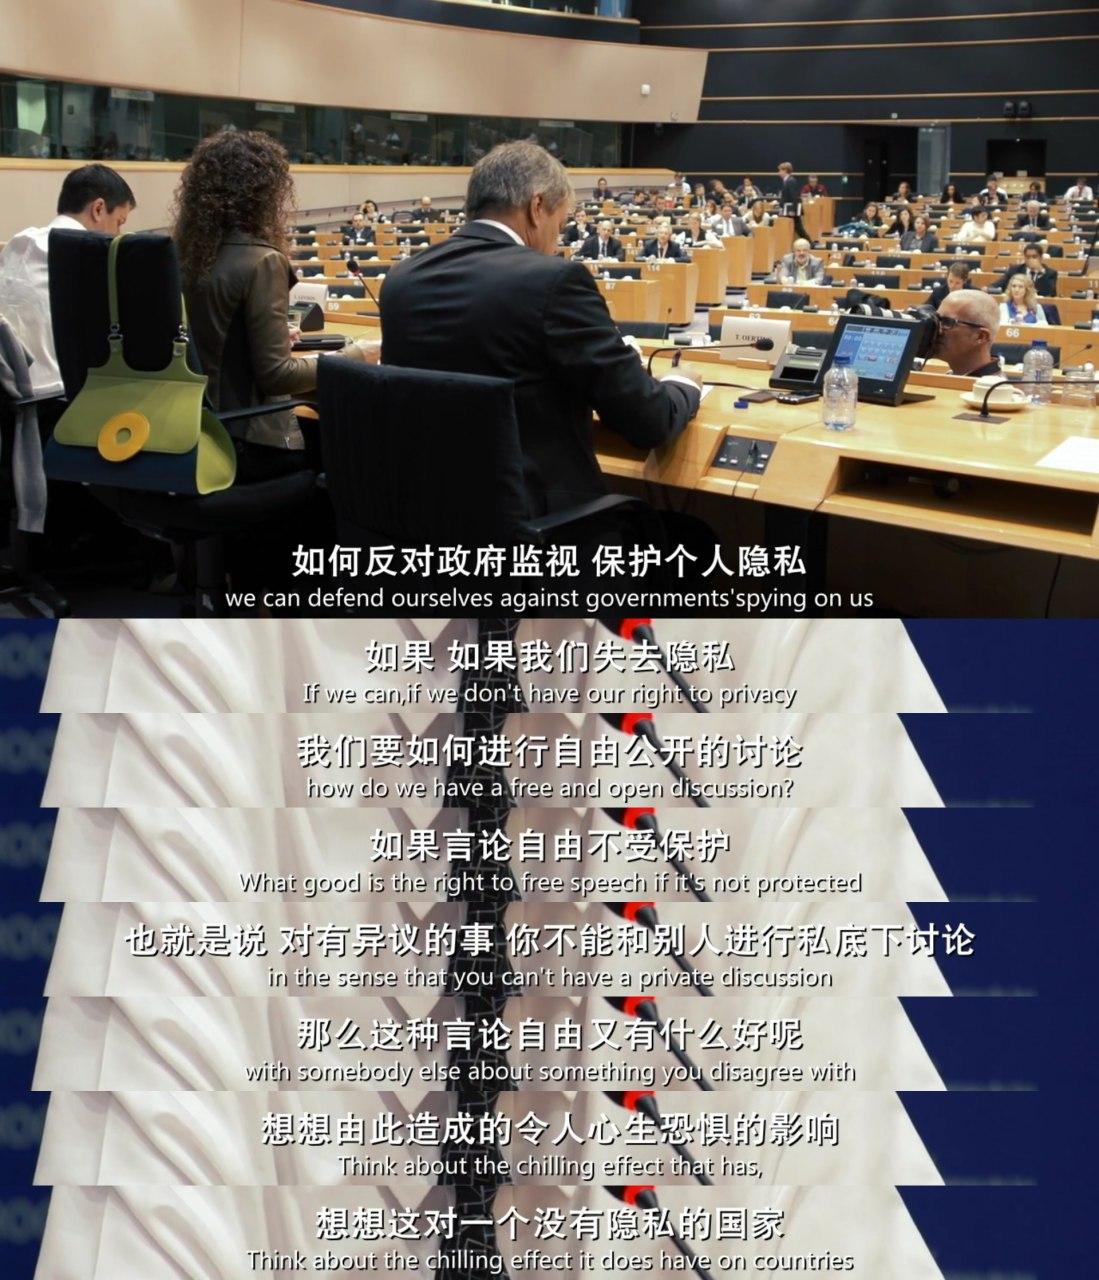 59
114
87
63
64
66
T. OERTI
如何反对政府监视 保护个人隐私
we can defend ourselves against governments'spying on us
如果 如果我们失去隐私
If we can,if we don't have our right to privacy
我们要如何进行自由公开的讨论
how do we have a free and open discussion?
如果言论自由不受保护
What good is the right to free speech if it's not protected
也就是说 对有异议的事 你不能和别人进行私底下讨论
in the sense that you can't have a private discussion
那么这种言论自由又有什么好呢
with somebody else about something you disagree with
想想由此造成的令人心生恐惧的影响
Think about the chilling effect that has,
想想这对一个没有隐私的国家
Think about the chilling effect it does have on countries